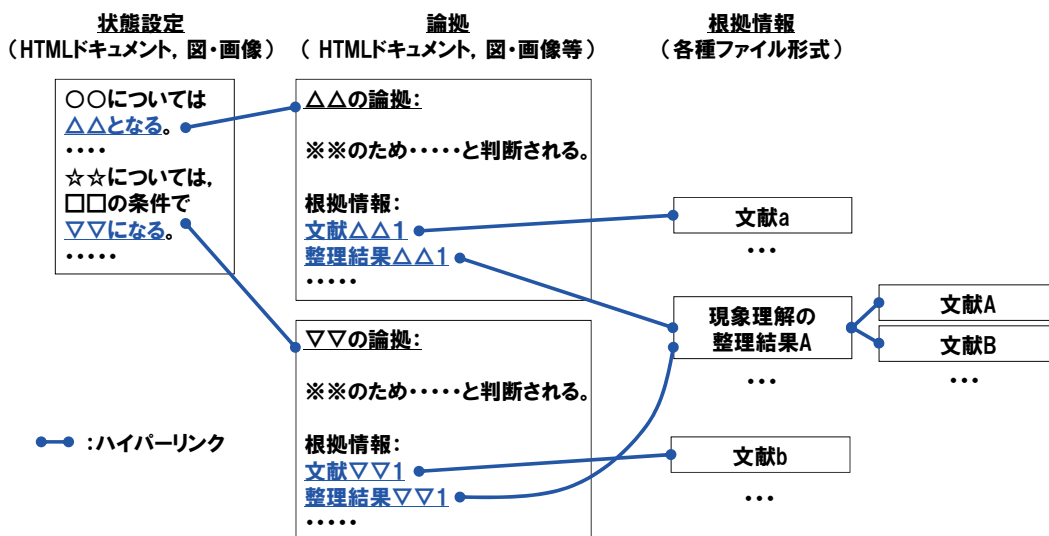 状態設定
（HTMLドキュメント，図・画像）
○○については
△△となる。
････
☆☆については，
□□の条件で
▽▽になる。
･････
論拠
（ HTMLドキュメント，図・画像等）
△△の論拠：
※※のため･････と判断される。
根拠情報：
文献△△1
整理結果△△1
･････
▽▽の論拠：
※※のため･････と判断される。
根拠情報：
文献▽▽1
整理結果▽▽1
･････
根拠情報
（各種ファイル形式）
文献a
･･･
現象理解の
整理結果A
･･･
文献b
･･･
文献A
文献B
･･･
：ハイパーリンク